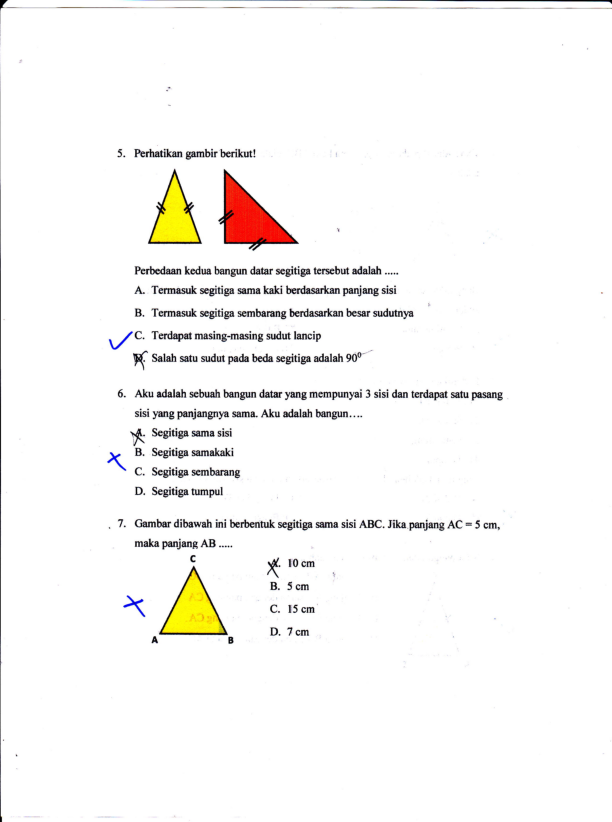 5. Perhatikan gambir berikut!
Perbedaan kedua bangun datar segitiga tersebut adalah .....
A. Termasuk segitiga sama kaki berdasarkan panjang sisi
B. Termasuk segitiga sembarang berdasarkan besar sudutnya
C. Terdapat masing-masing sudut lancip
D. Salah satu sudut pada beda segitiga adalah 90⁰
6. Aku adalah sebuah bangun datar yang mempunyai 3 sisi dan terdapat satu pasang
sisi yang panjangnya sama. Aku adalah bangun....
A. Segitiga sama sisi
B. Segitiga samakaki
C. Segitiga sembarang
D. Segitiga tumpul
7. Gambar dibawah ini berbentuk segitiga sama sisi ABC. Jika panjang AC = 5 cm,
maka panjang AB .....
C
A
B
A. 10 cm
B. 5 cm
C. 15 cm
D. 7 cm